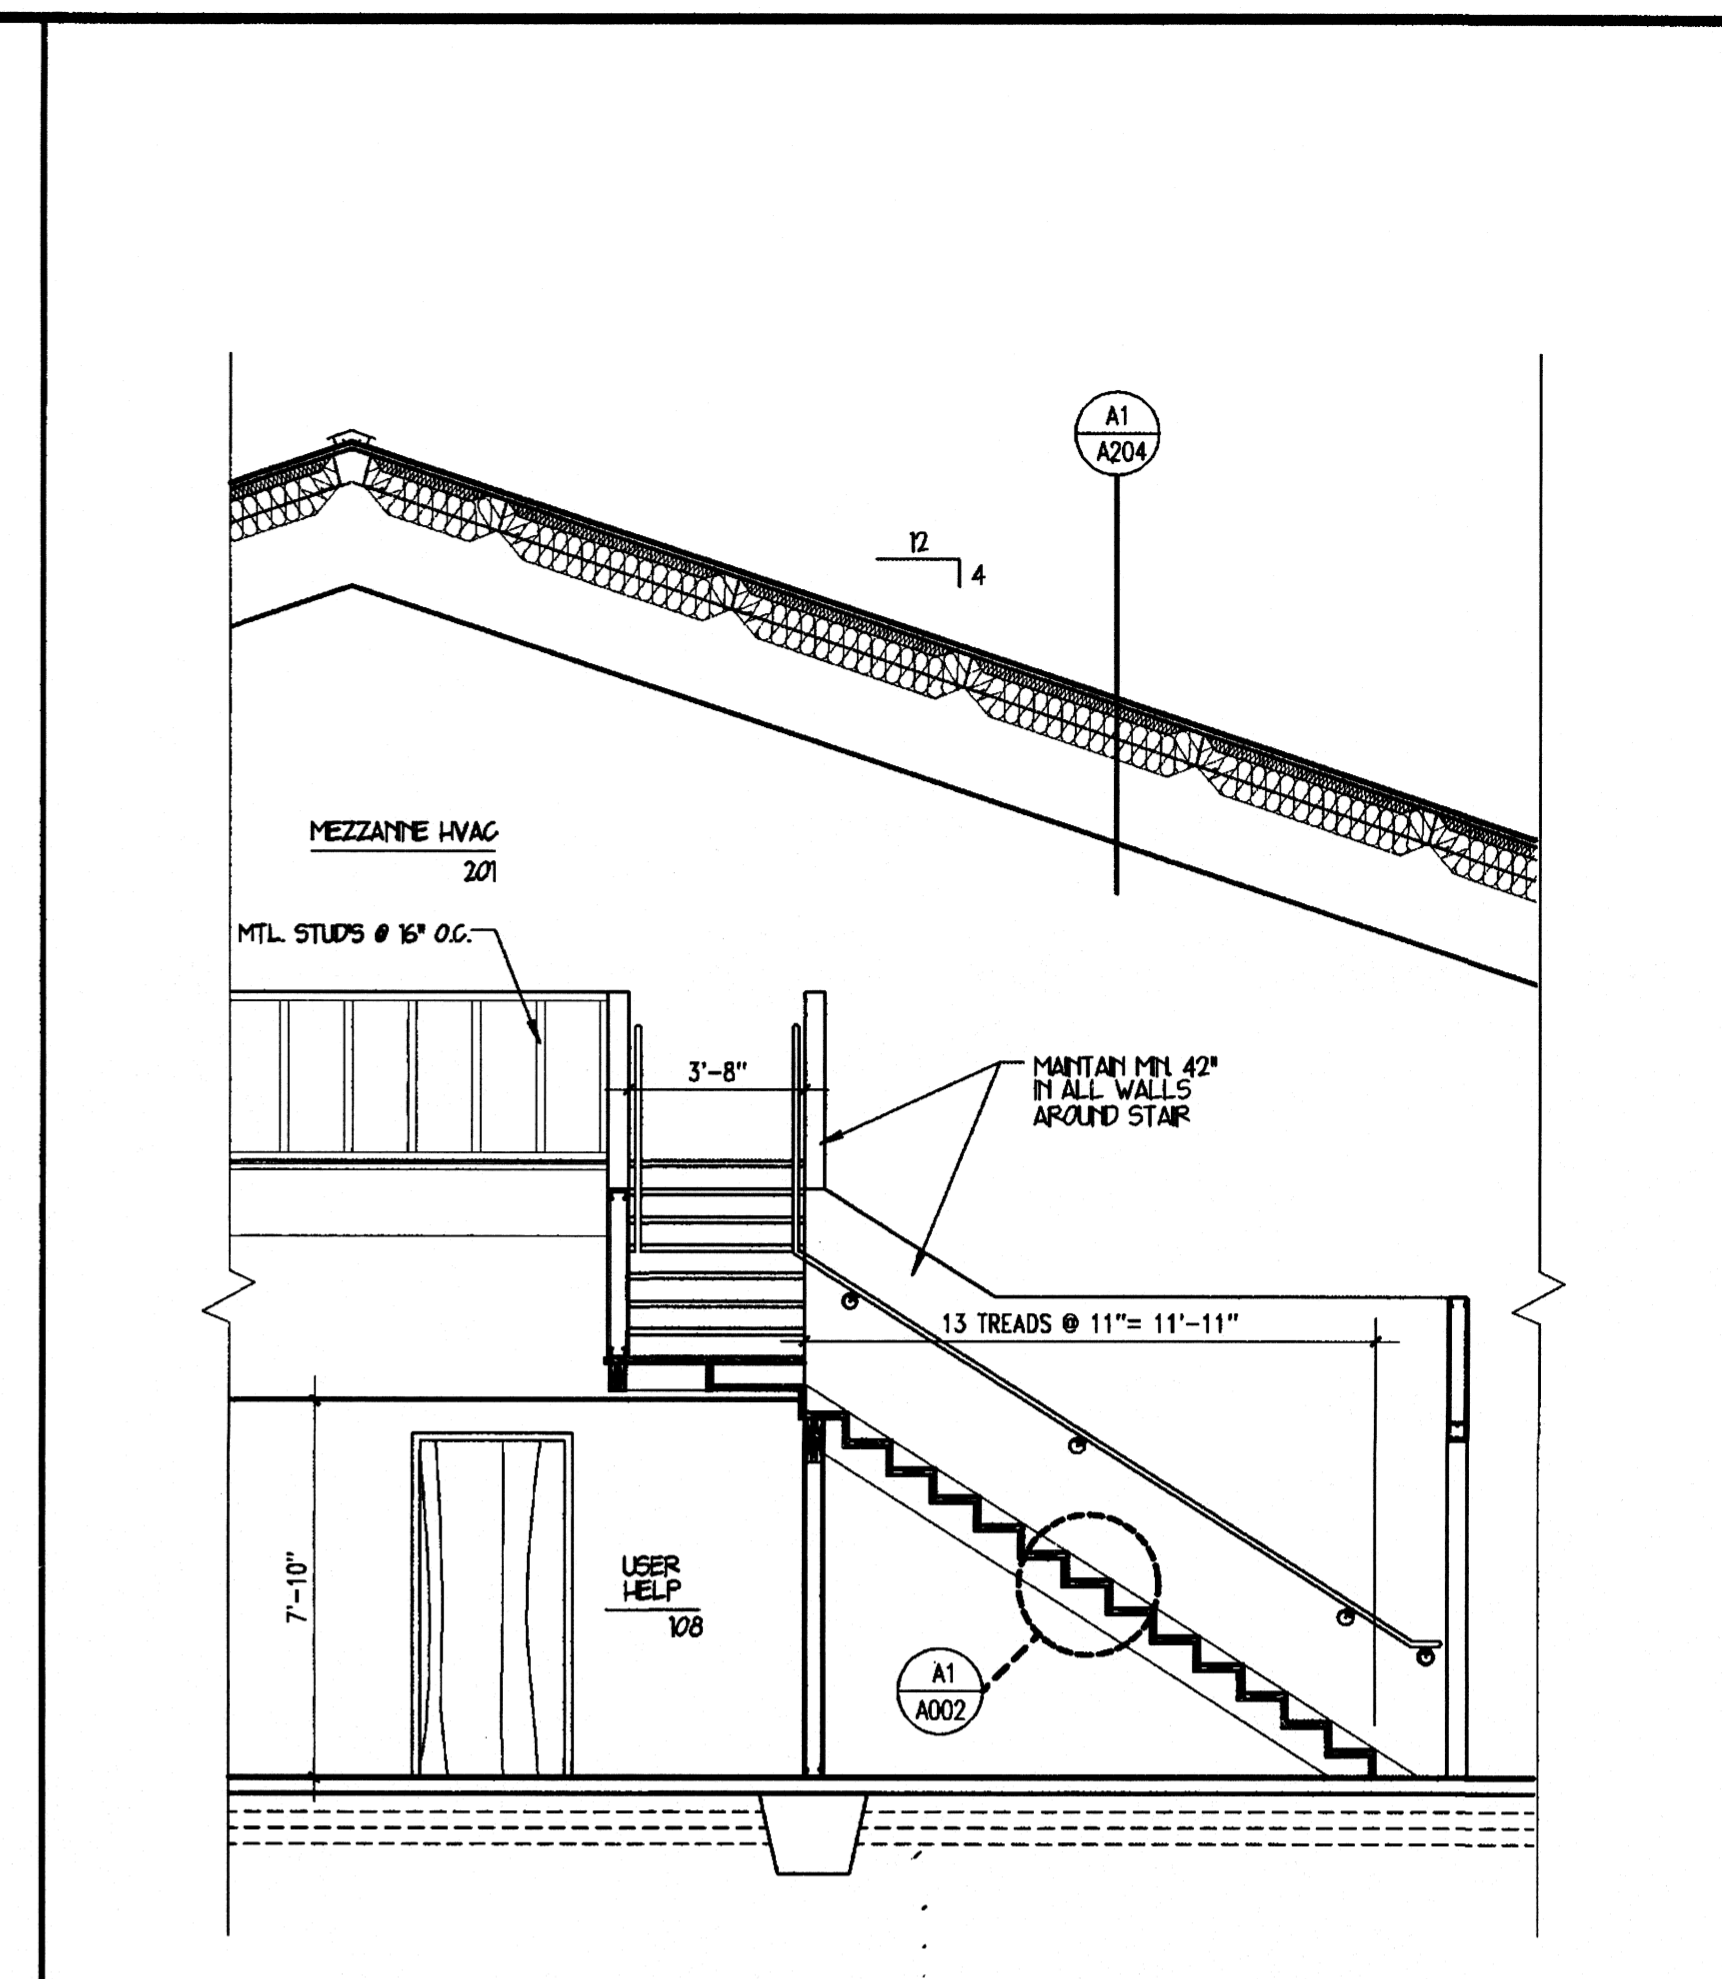 A1
A204
12
4
MEZZANINE HVAC
201
MTL. STUD'S @ 16" O.C.
3'-8"
MAINTAIN MIN. 42"
IN ALL WALLS
AROUND STAIR
13 TREADS @ 11"= 11'-11"
7'-10"
USER
HELP
108
A1
A002